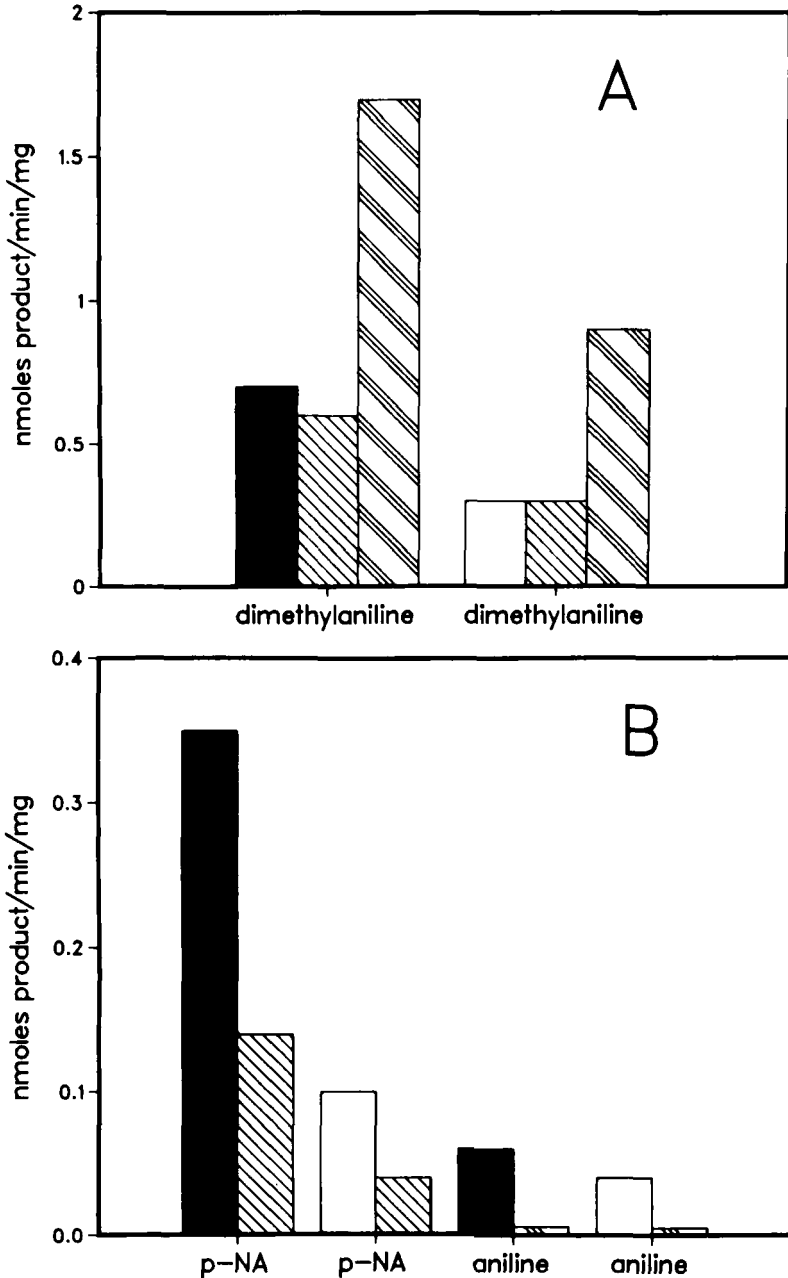 2
A
1.5
1
0.5
0
nmoles product/min/mg
dimethylaniline dimethylaniline
0.4
B
0.3
0.2
0.1
0.0
nmoles product/min/mg
p-NA p-NA aniline aniline